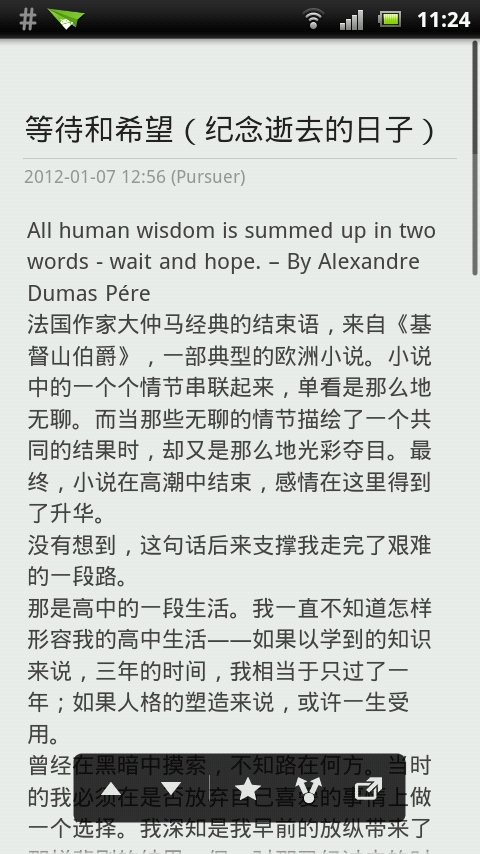 11:24
等待和希望（纪念逝去的日子）
2012-01-07 12:56 (Pursuer)
All human wisdom is summed up in two
words - wait and hope. – By Alexandre
Dumas Pére
法国作家大仲马经典的结束语，来自《基
督山伯爵》，一部典型的欧洲小说。小说
中的一个个情节串联起来，单看是那么地
无聊。而当那些无聊的情节描绘了一个共
同的结果时，却又是那么地光彩夺目。最
终，小说在高潮中结束，感情在这里得到
了升华。
没有想到，这句话后来支撑我走完了艰难
的一段路。
那是高中的一段生活。我一直不知道怎样
形容我的高中生活——如果以学到的知识
来说，三年的时间，我相当于只过了一
年；如果人格的塑造来说，或许一生受
用。
曾经在黑暗中摸索，不知路在何方。当时
的我必须在是否放弃自己喜爱的事情上做
一个选择。我深知是我早前的放纵带来了